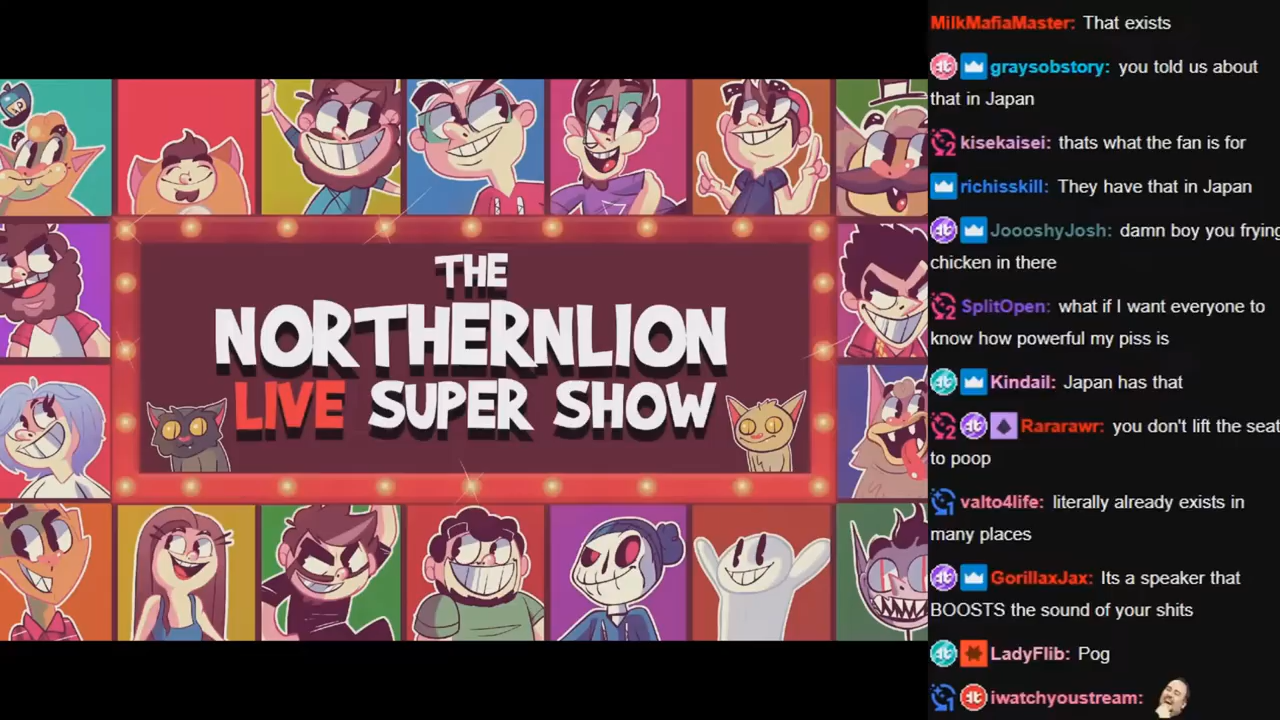 THE
NORTHERNLION
LIVE SUPER SHOW
MilkMafiaMaster: That exists
graysobstory: you told us about
that in Japan
kisekaisei: thats what the fan is for
richisskill: They have that in Japan
JoooshyJosh: damn boy you frying
chicken in there
SplitOpen: what if I want everyone to
know how powerful my piss is
Kindail: Japan has that
Rararawr: you don't lift the seat
to poop
valto4life: literally already exists in
many places
GorillaxJax: Its a speaker that
BOOSTS the sound of your shits
LadyFlib: Pog
iwatchyoustream: